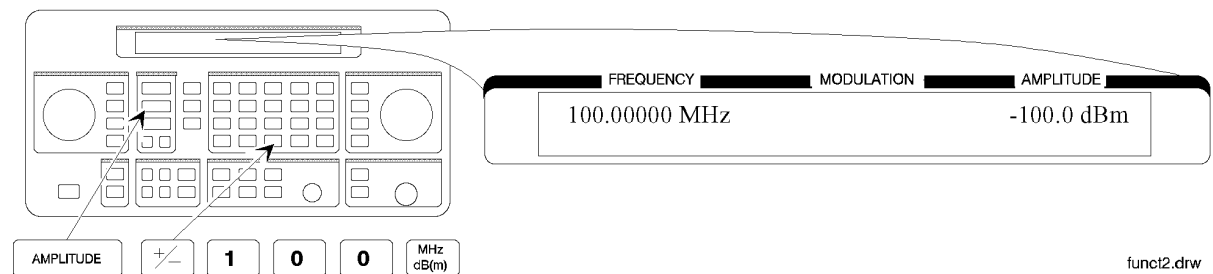 FREQUENCY MODULATION AMPLITUDE
100.00000 MHz -100.0 dBm
AMPLITUDE +/− 1 0 0 MHz dB(m)
funct2.drw